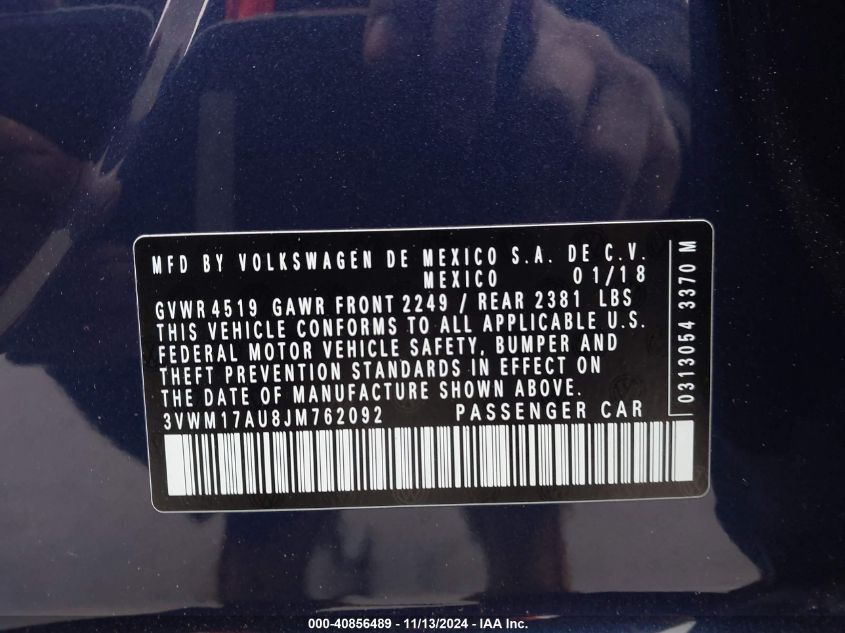 MFD BY VOLKSWAGEN DE MEXICO S.A. DE C.V.
MEXICO 01/18
GVWR 4519 GAWR FRONT 2249 / REAR 2381 LBS
THIS VEHICLE CONFORMS TO ALL APPLICABLE U.S.
FEDERAL MOTOR VEHICLE SAFETY, BUMPER AND
THEFT PREVENTION STANDARDS IN EFFECT ON
THE DATE OF MANUFACTURE SHOWN ABOVE.
3VWM17AU8JM762092 PASSENGER CAR
0313054 3370 M
000-40856489 - 11/13/2024 - IAA Inc.